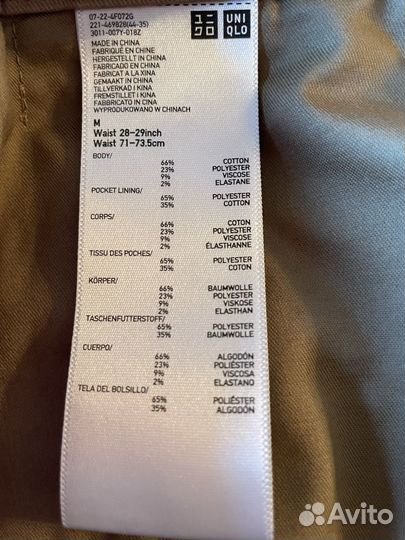 07-22-4F072G
221-469828(44-35)
3011-007Y-018Z
ユニ
クロ
UNI
QLO
MADE IN CHINA
FABRIQUÉ EN CHINE
HERGESTELLT IN CHINA
FABRICADO EN CHINA
FABRICAT A LA XINA
GEMAAKT IN CHINA
TILLVERKAD I KINA
FREMSTILLET I KINA
FABBRICATO IN CINA
WYPRODUKOWANO W CHINACH
M
Waist 28–29inch
Waist 71–73.5cm
BODY/
66% COTTON
23% POLYESTER
9% VISCOSE
2% ELASTANE
POCKET LINING/
65% POLYESTER
35% COTTON
CORPS/
66% COTON
23% POLYESTER
9% VISCOSE
2% ÉLASTHANNE
TISSU DES POCHES/
65% POLYESTER
35% COTON
KÖRPER/
66% BAUMWOLLE
23% POLYESTER
9% VISKOSE
2% ELASTHAN
TASCHENFUTTERSTOFF/
65% POLYESTER
35% BAUMWOLLE
CUERPO/
66% ALGODÓN
23% POLIÉSTER
9% VISCOSA
2% ELASTANO
TELA DEL BOLSILLO/
65% POLIÉSTER
35% ALGODÓN
Avito